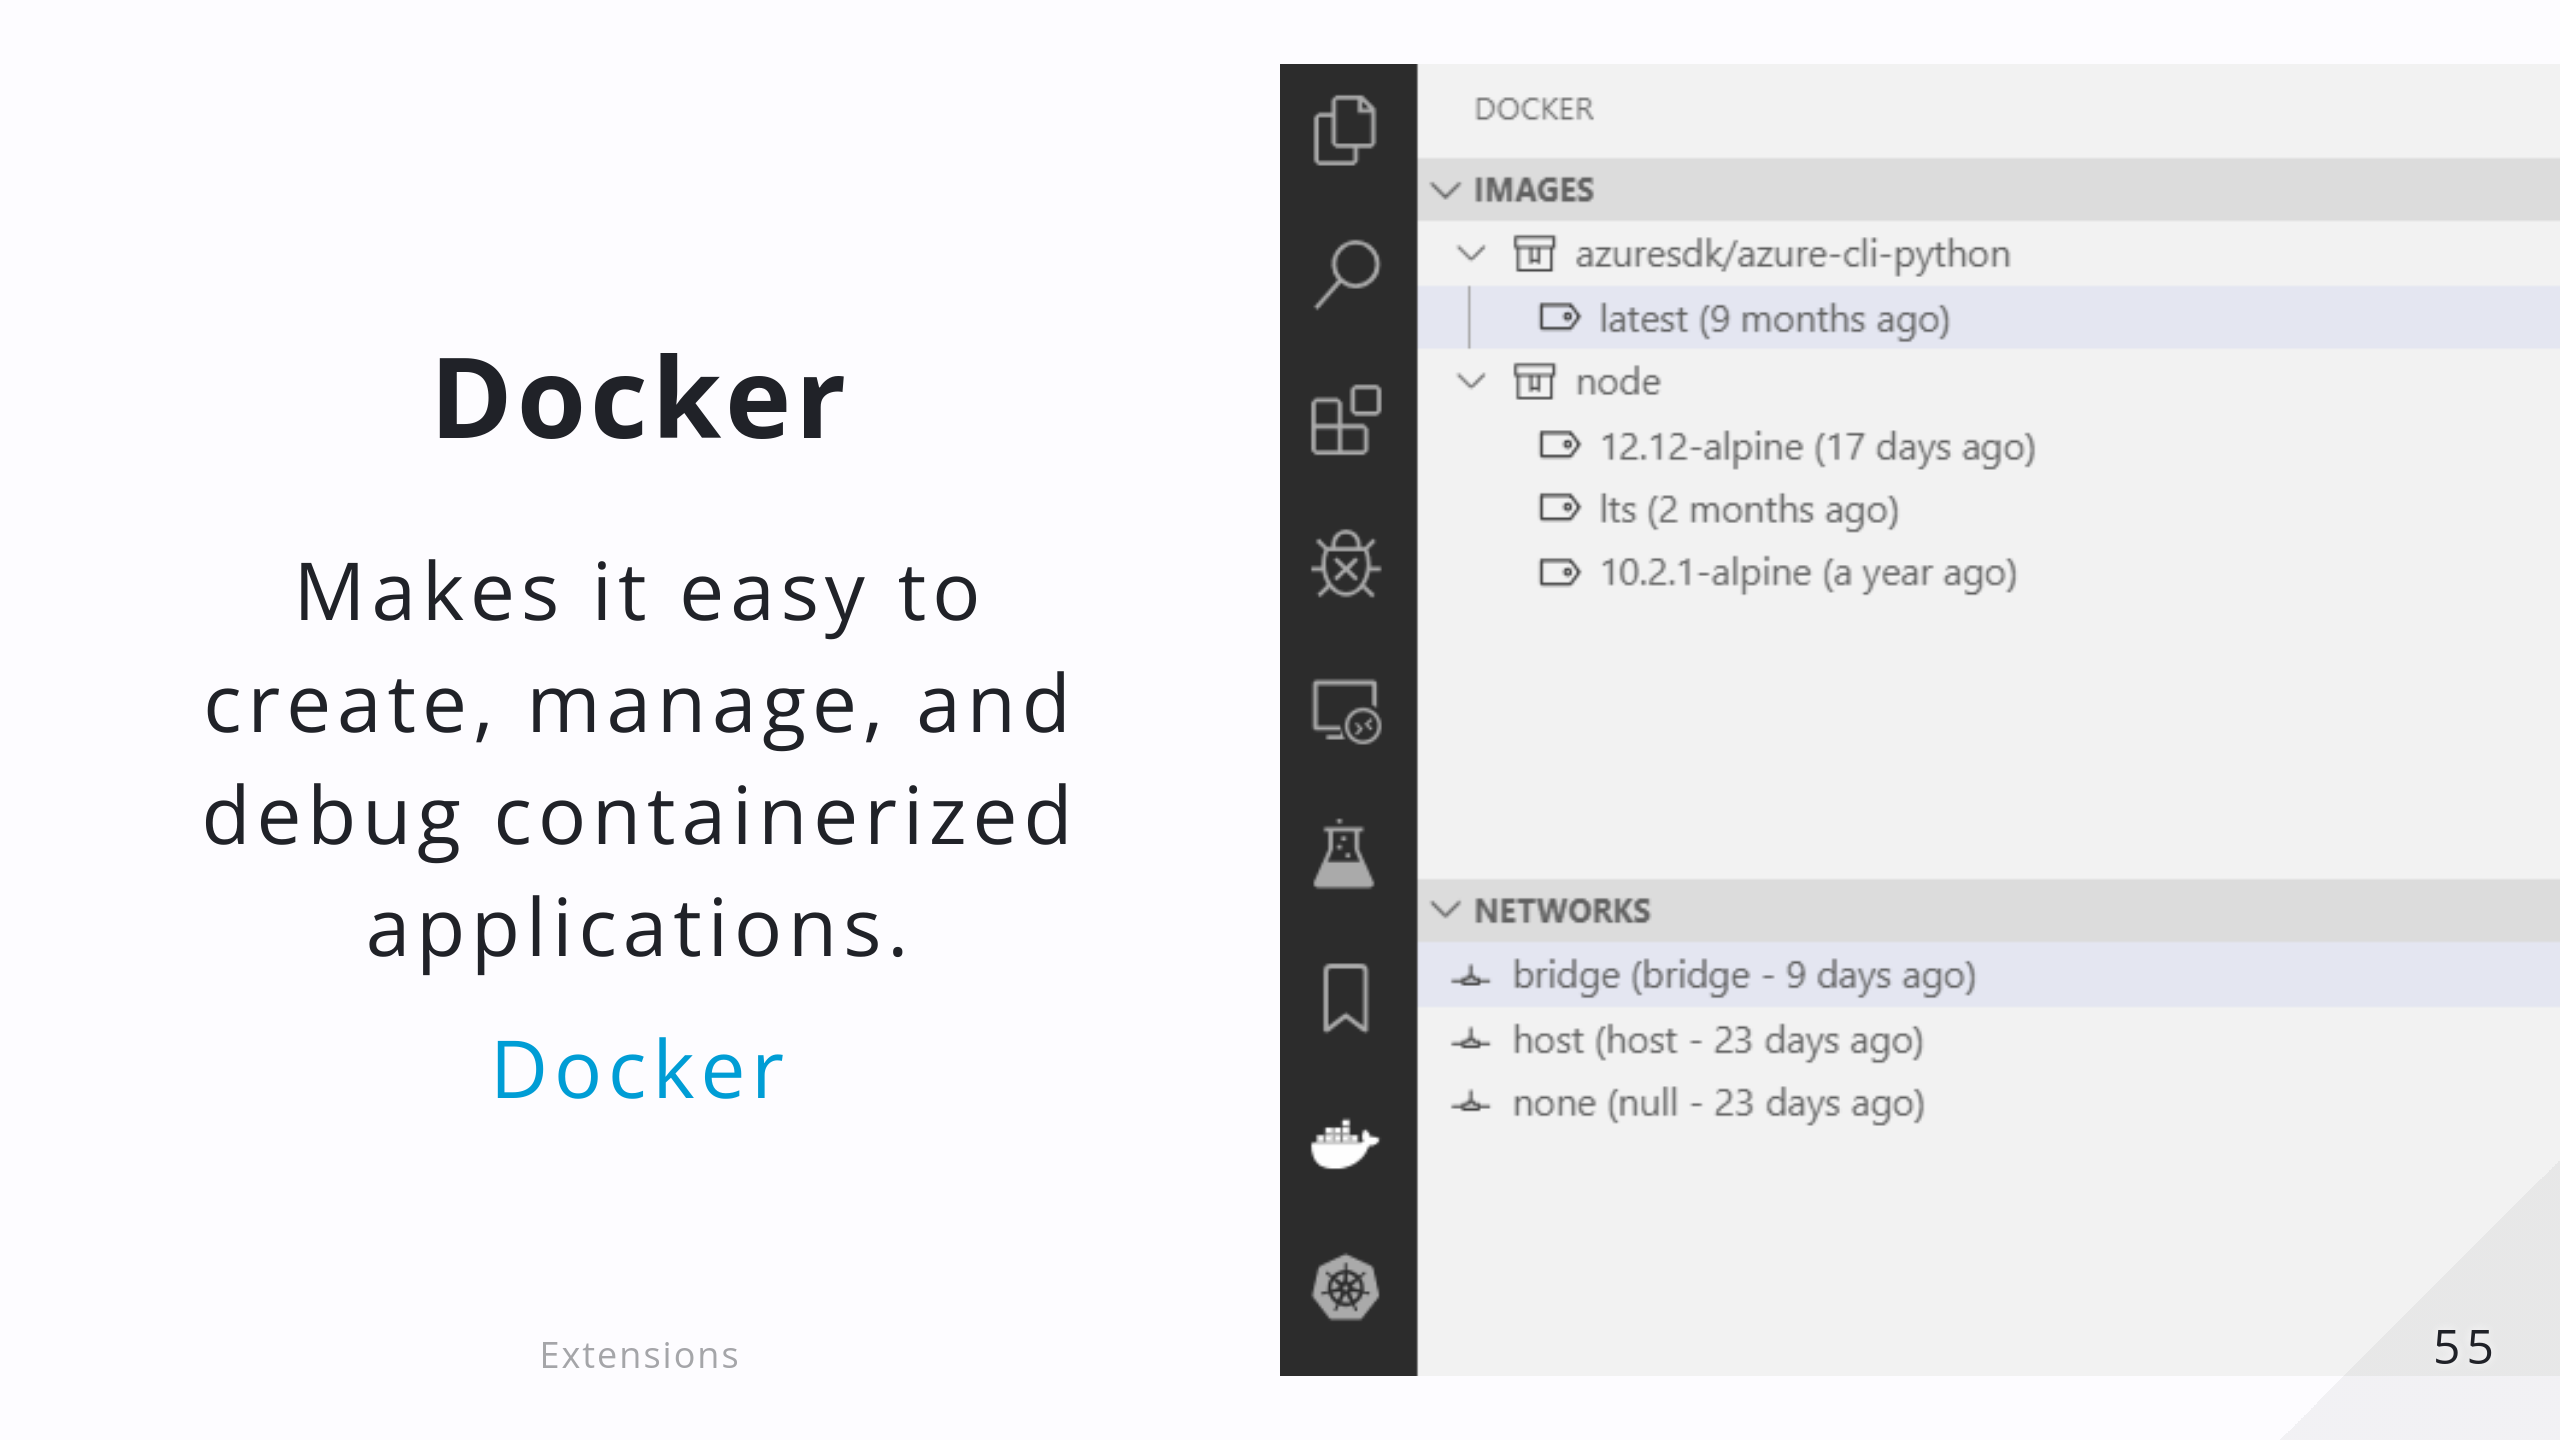 Docker
Makes it easy to
create, manage, and
debug containerized
applications.
Docker
Extensions
DOCKER
IMAGES
azuresdk/azure-cli-python
latest (9 months ago)
node
12.12-alpine (17 days ago)
lts (2 months ago)
10.2.1-alpine (a year ago)
NETWORKS
bridge (bridge - 9 days ago)
host (host - 23 days ago)
none (null - 23 days ago)
55